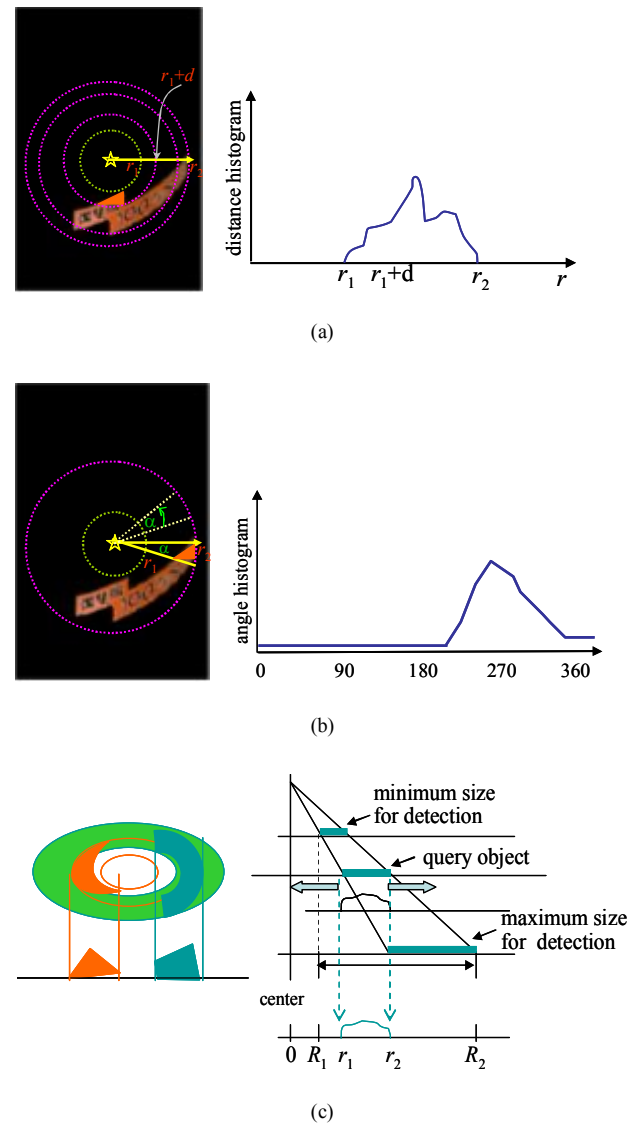 r₁+d
r₁
r₂
distance histogram
r₁ r₁+d r₂ r
(a)
α
α
r₁
r₂
angle histogram
0 90 180 270 360
(b)
minimum size
for detection
query object
maximum size
for detection
center
0 R₁ r₁ r₂ R₂
(c)